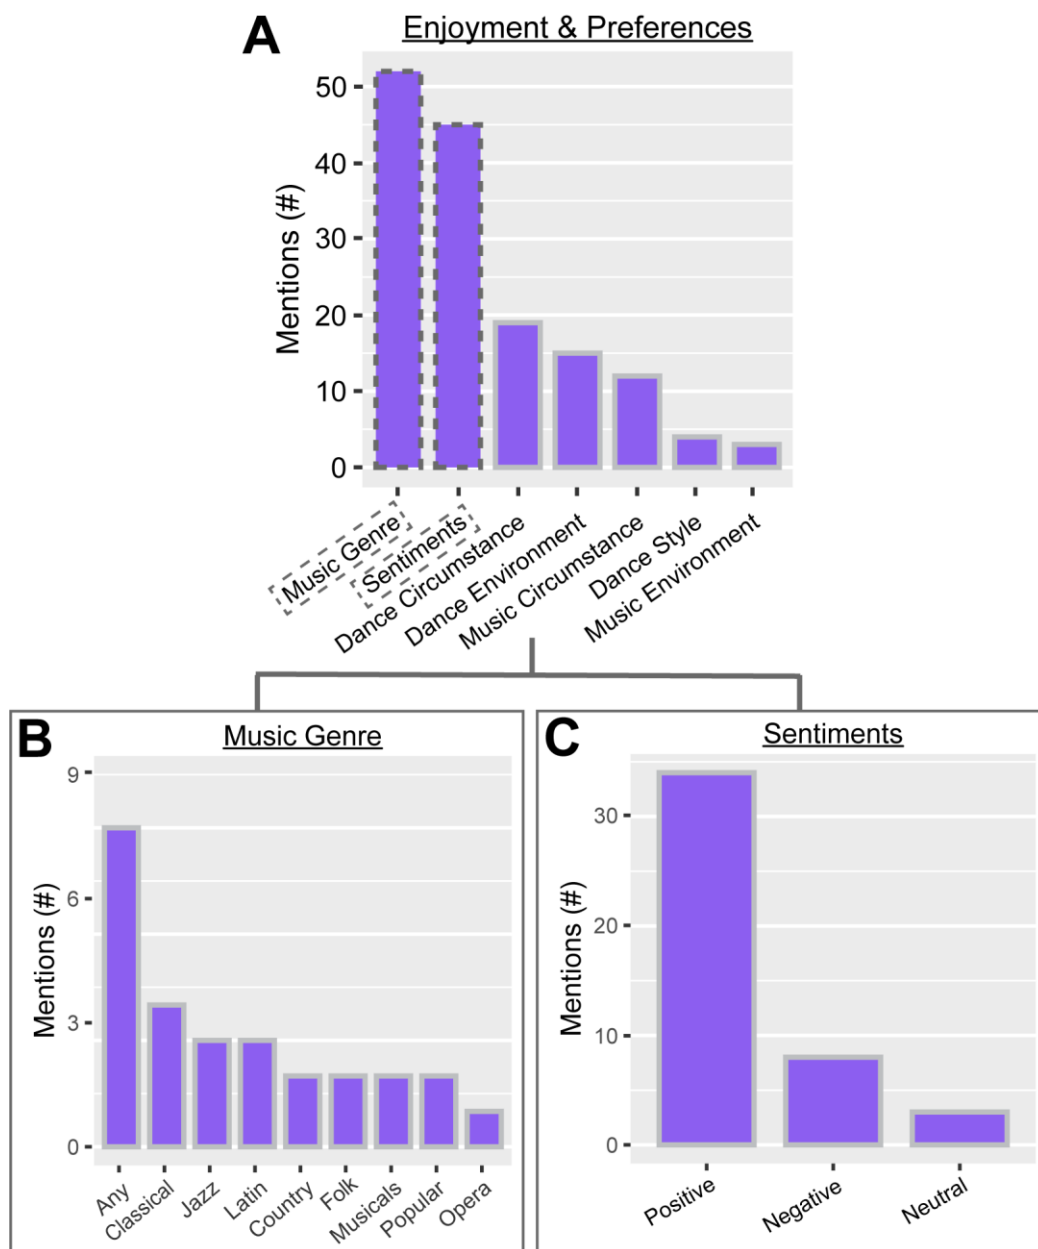 A
Enjoyment & Preferences
Mentions (#)
50
40
30
20
10
0
Music Genre
Sentiments
Dance Circumstance
Dance Environment
Music Circumstance
Dance Style
Music Environment
B
Music Genre
Mentions (#)
9
6
3
0
Any
Classical
Jazz
Latin
Country
Folk
Musicals
Popular
Opera
C
Sentiments
Mentions (#)
30
20
10
0
Positive
Negative
Neutral